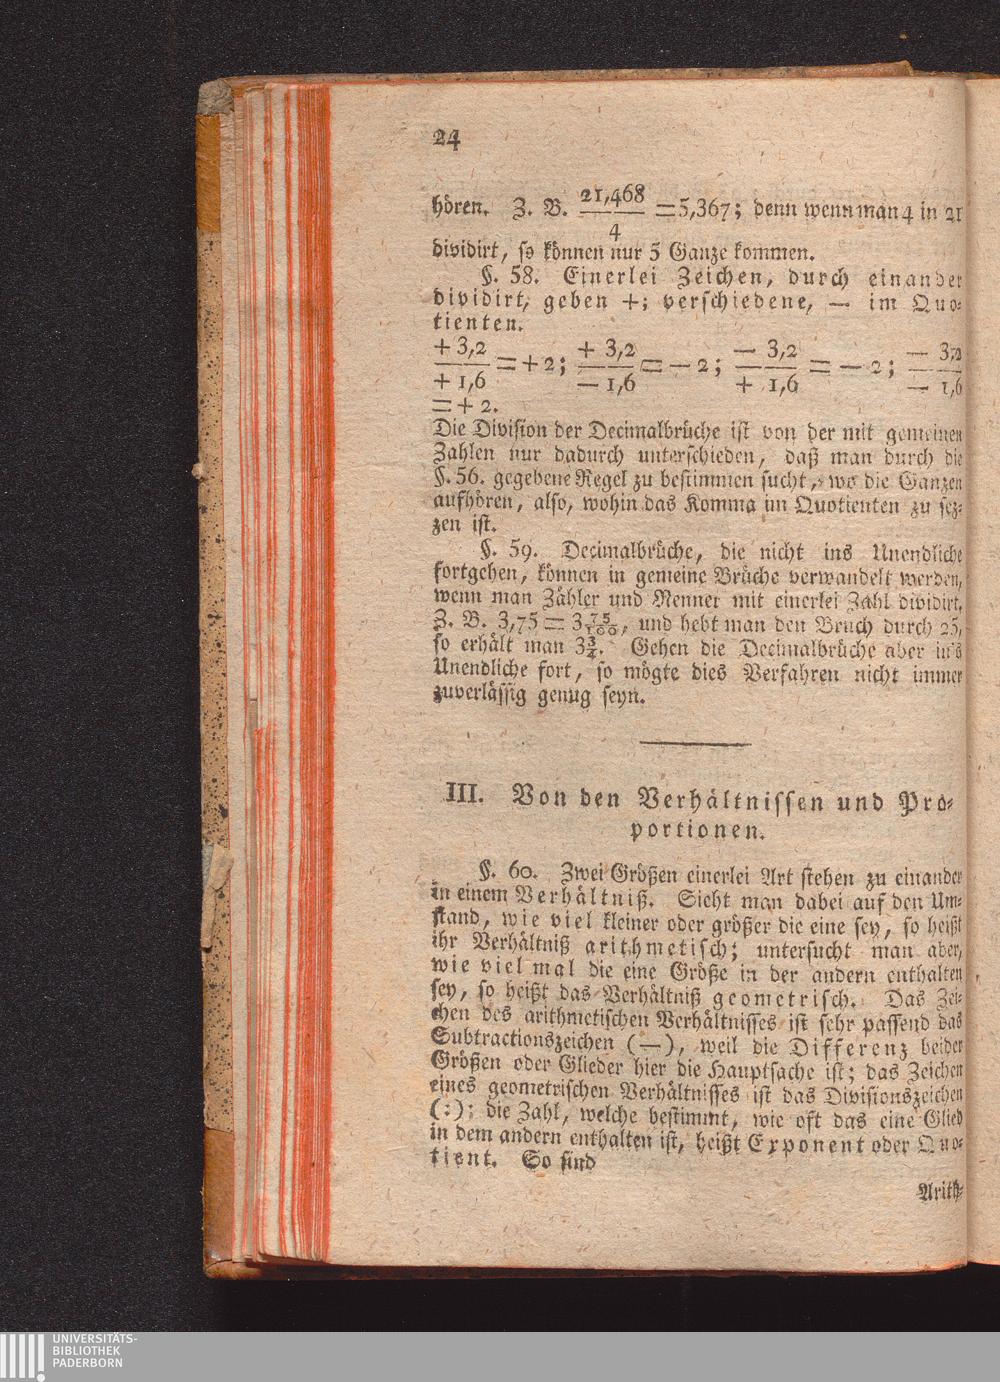 24
hören. Z. B. 21,468/4 = 5,367; denn wenn man 4 in 21
dividirt, so können nur 5 Ganze kommen.
§. 58. Einerlei Zeichen, durch einander
dividirt, geben +; verschiedene, — im Quo-
tienten.
+ 3,2/+ 1,6 = + 2; + 3,2/— 1,6 = — 2; — 3,2/+ 1,6 = — 2; — 3,2/— 1,6
= + 2.
Die Division der Decimalbrüche ist von der mit gemeinen
Zahlen nur dadurch unterschieden, daß man durch die
§. 56. gegebene Regel zu bestimmen sucht, wo die Ganzen
aufhören, also, wohin das Komma im Quotienten zu sez-
zen ist.
§. 59. Decimalbrüche, die nicht ins Unendliche
fortgehen, können in gemeine Brüche verwandelt werden,
wenn man Zähler und Nenner mit einerlei Zahl dividirt.
Z. B. 3,75 = 3 75/100, und hebt man den Bruch durch 25,
so erhält man 3 3/4. Gehen die Decimalbrüche aber in's
Unendliche fort, so mögte dies Verfahren nicht immer
zuverlässig genug seyn.
III. Von den Verhältnissen und Pro-
portionen.
§. 60. Zwei Größen einerlei Art stehen zu einander
in einem Verhältniß. Sieht man dabei auf den Um-
stand, wie viel kleiner oder größer die eine sey, so heißt
ihr Verhältniß arithmetisch; untersucht man aber,
wie viel mal die eine Größe in der andern enthalten
sey, so heißt das Verhältniß geometrisch. Das Zei-
chen des arithmetischen Verhältnisses ist sehr passend das
Subtractionszeichen (—), weil die Differenz beider
Größen oder Glieder hier die Hauptsache ist; das Zeichen
eines geometrischen Verhältnisses ist das Divisionszeichen
(:); die Zahl, welche bestimmt, wie oft das eine Glied
in dem andern enthalten ist, heißt Exponent oder Quo-
tient. So sind
Arith-
UNIVERSITÄTS-
BIBLIOTHEK
PADERBORN